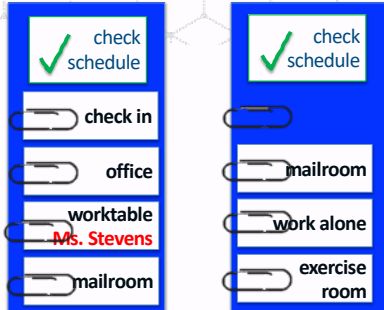 check
schedule
check in
office
worktable
Ms. Stevens
mailroom
check
schedule
mailroom
work alone
exercise
room